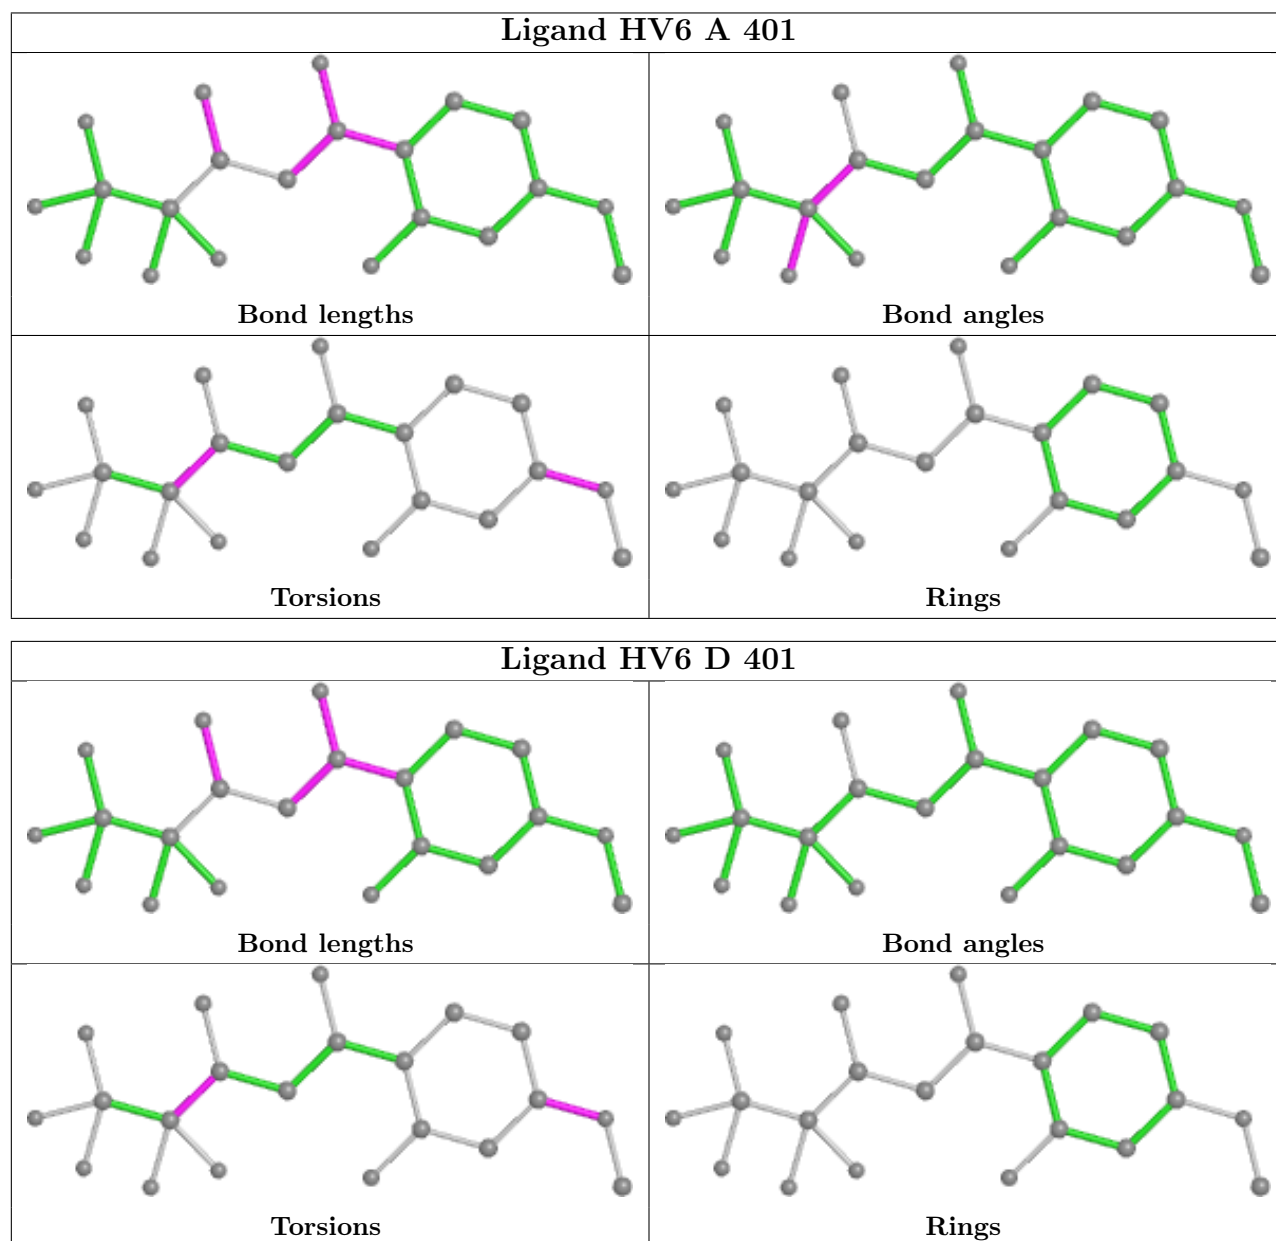 Ligand HV6 A 401
Bond lengths
Bond angles
Torsions
Rings
Ligand HV6 D 401
Bond lengths
Bond angles
Torsions
Rings